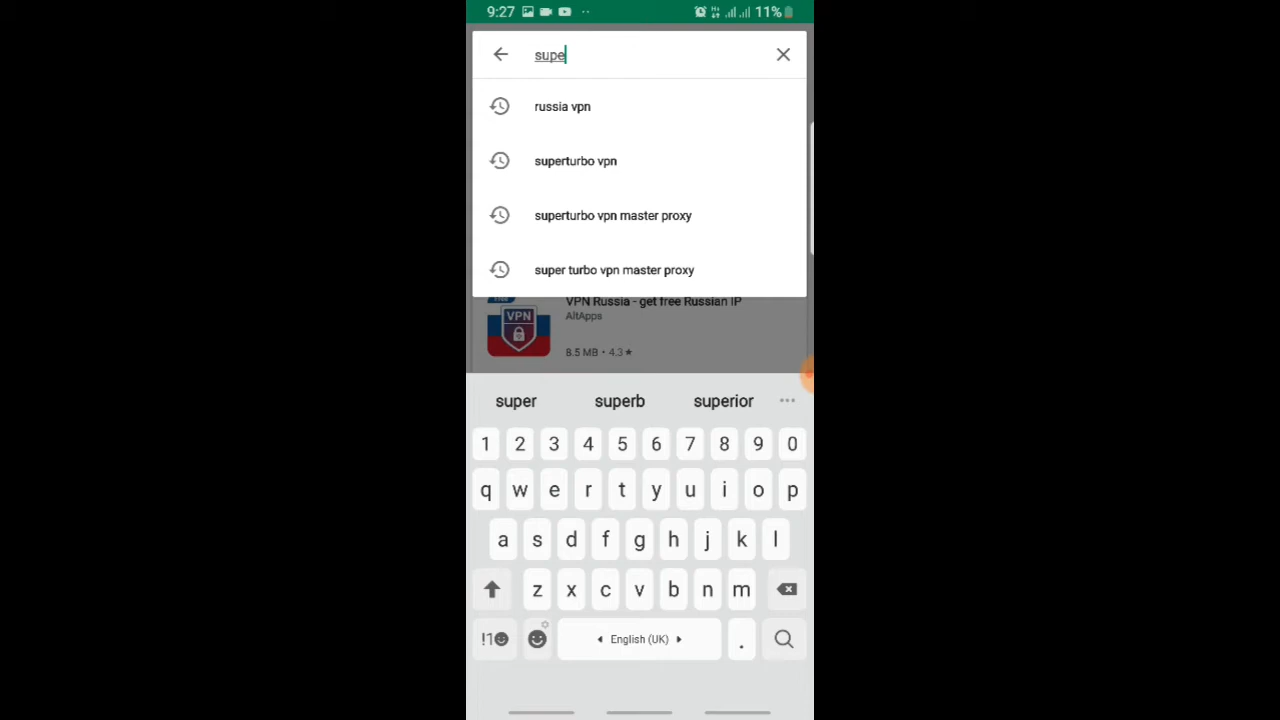 9:27 11%
supe
russia vpn
superturbo vpn
superturbo vpn master proxy
super turbo vpn master proxy
VPN Russia - get free Russian IP
VPN
AltApps
8.5 MB • 4.3 ★
super superb superior ...
1 2 3 4 5 6 7 8 9 0
q w e r t y u i o p
a s d f g h j k l
z x c v b n m
!1 English (UK) .